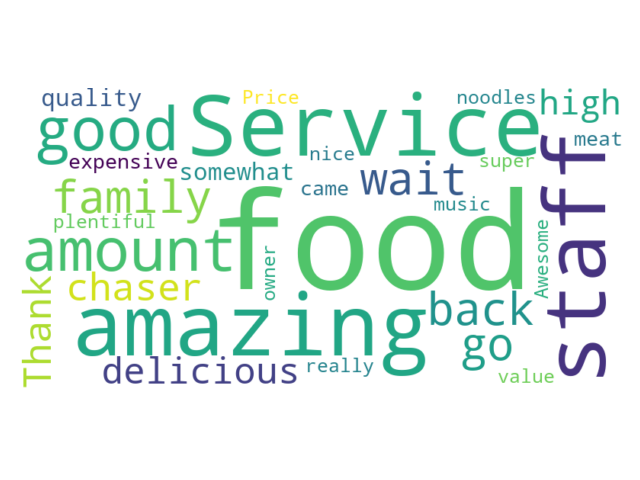 quality
Price
noodles
high
good
Service
meat
expensive
somewhat
nice
wait
super
family
came
music
plentiful
food
staff
amount
owner
Awesome
Thank
chaser
amazing
back
go
delicious
really
value